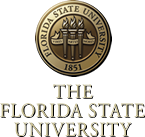 FLORIDA STATE UNIVERSITY
1851
THE
FLORIDA STATE
UNIVERSITY